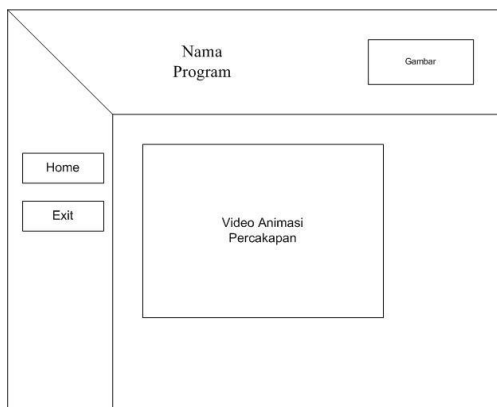 Nama
Program
Gambar
Home
Exit
Video Animasi
Percakapan